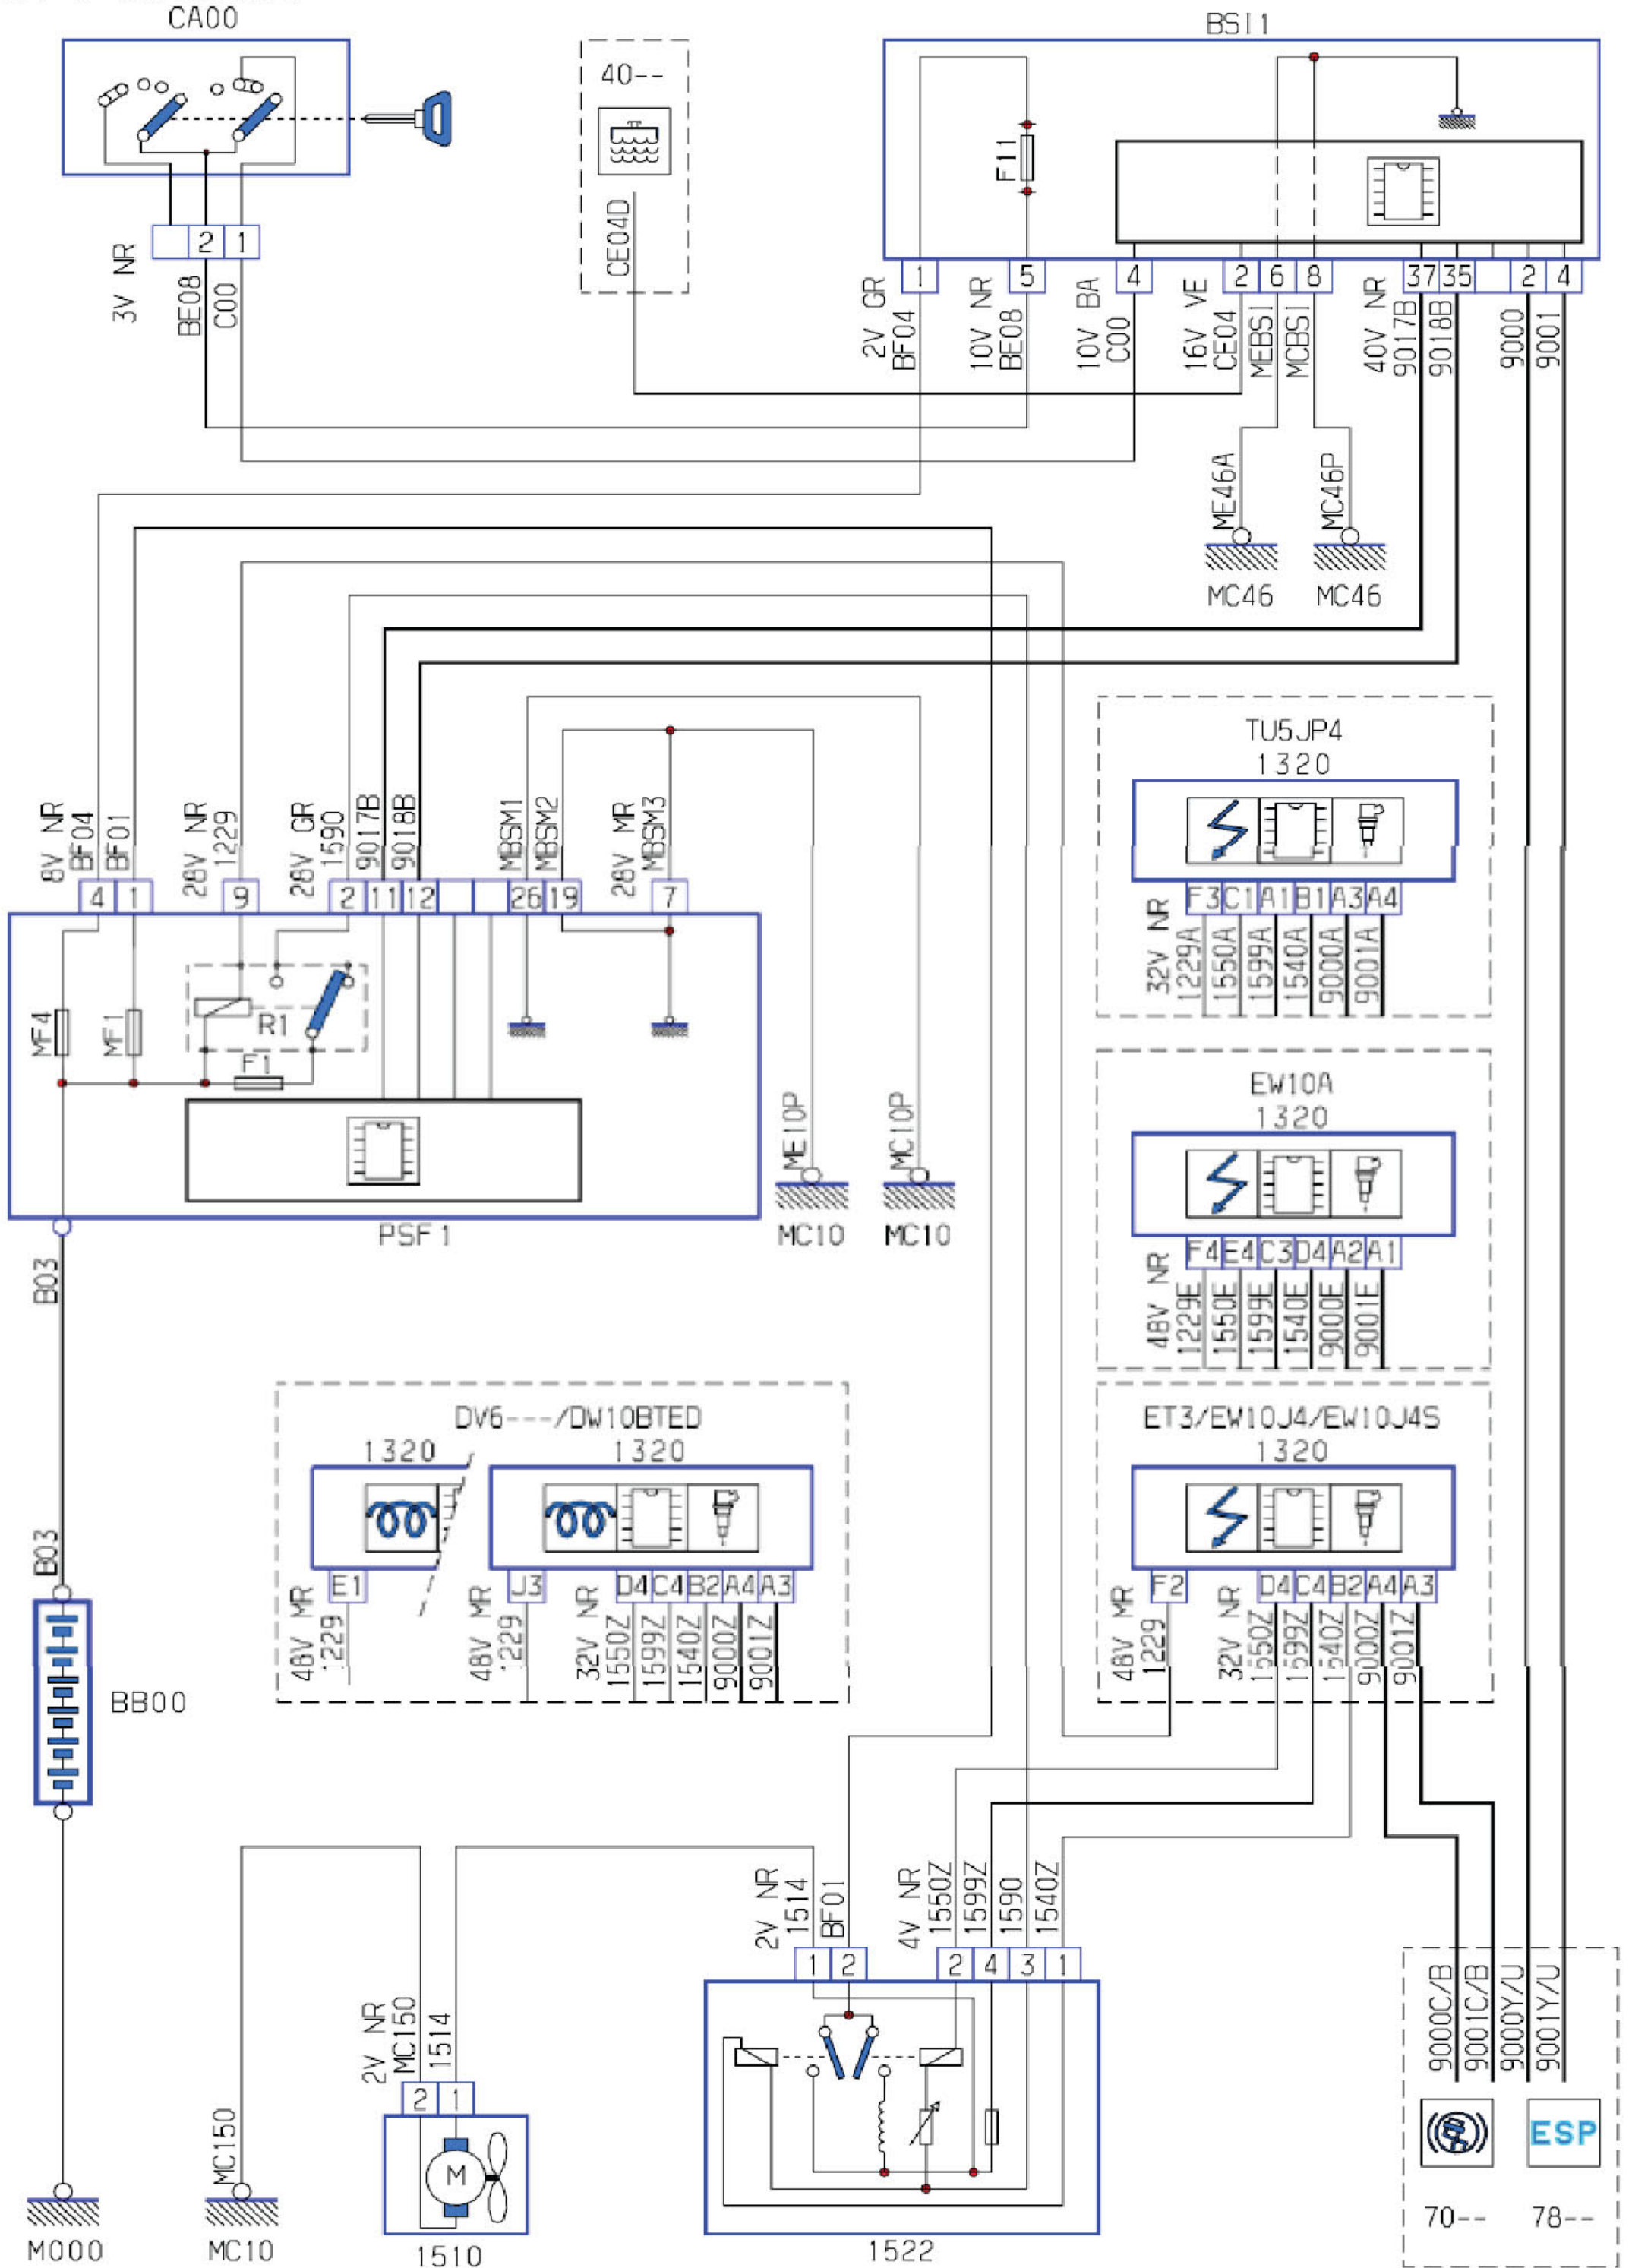 CA00
BSI1
40--
F11
CE04D
2 1
3V NR
BE08
C00
1 5 4 2 6 8 37 35 2 4
2V GR
BF04
10V NR
BE08
10V BA
C00
16V VE
CE04
MEBSI
MCBSI
40V NR
9017B
9018B
9000
9001
ME46A
MC46P
MC46
MC46
TU5JP4
1320
F3 C1 A1 B1 A3 A4
32V NR
1229A
1550A
1599A
1540A
9000A
9001A
8V NR
BF04
BF01
28V NR
1229
28V GR
1590
9017B
9018B
MBSM1
MBSM2
28V MR
MBSM3
4 1 9 2 11 12 26 19 7
MF4
MF1
R1
F1
PSF1
ME10P
MC10P
MC10
MC10
EW10A
1320
F4 E4 C3 D4 A2 A1
48V NR
1229E
1550E
1599E
1540E
9000E
9001E
B03
B03
BB00
DV6---/DW10BTED
1320
1320
E1 J3 D4 C4 B2 A4 A3
48V MR
1229
48V MR
1229
32V NR
1550Z
1599Z
1540Z
9000Z
9001Z
ET3/EW10J4/EW10J4S
1320
F2 D4 C4 B2 A4 A3
48V MR
1229
32V NR
1550Z
1599Z
1540Z
9000Z
9001Z
2V NR
1514
BF01
4V NR
1550Z
1599Z
1590
1540Z
1 2 2 4 3 1
2V NR
MC150
1514
2 1
M
MC150
M000
MC10
1510
1522
9000C/B
9001C/B
9000Y/U
9001Y/U
ESP
70--
78--